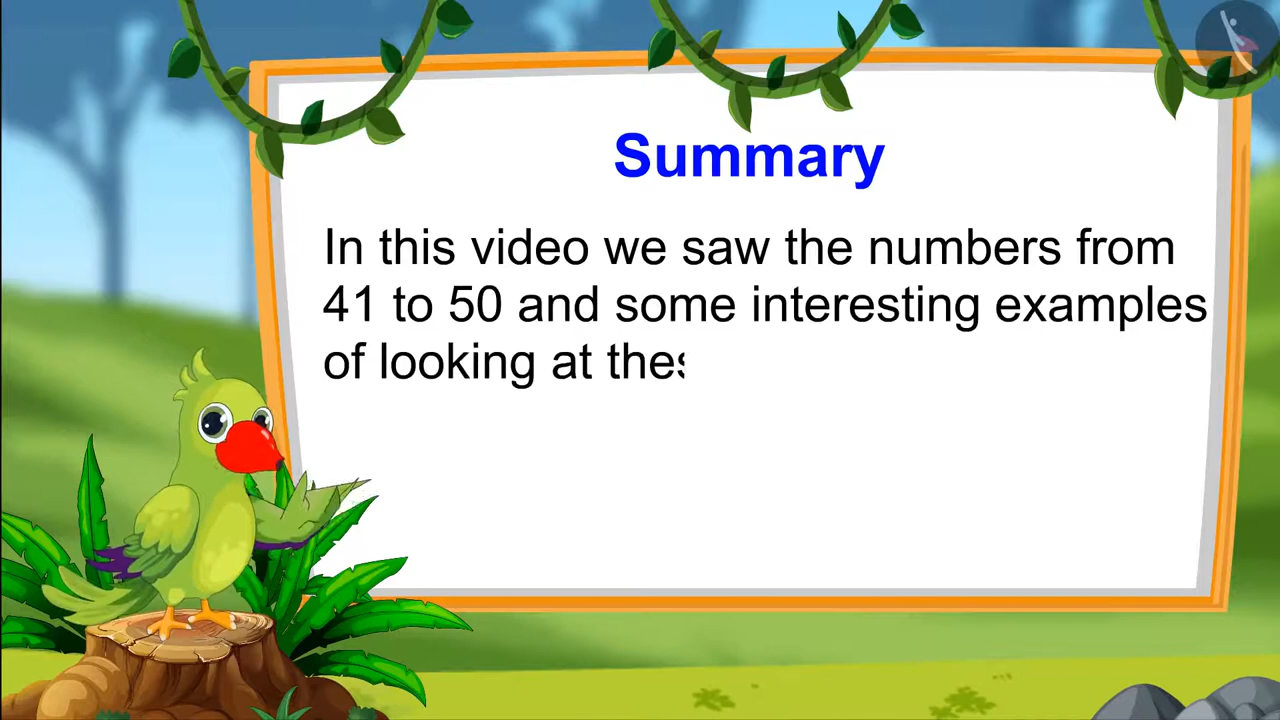 Summary
In this video we saw the numbers from
41 to 50 and some interesting examples
of looking at